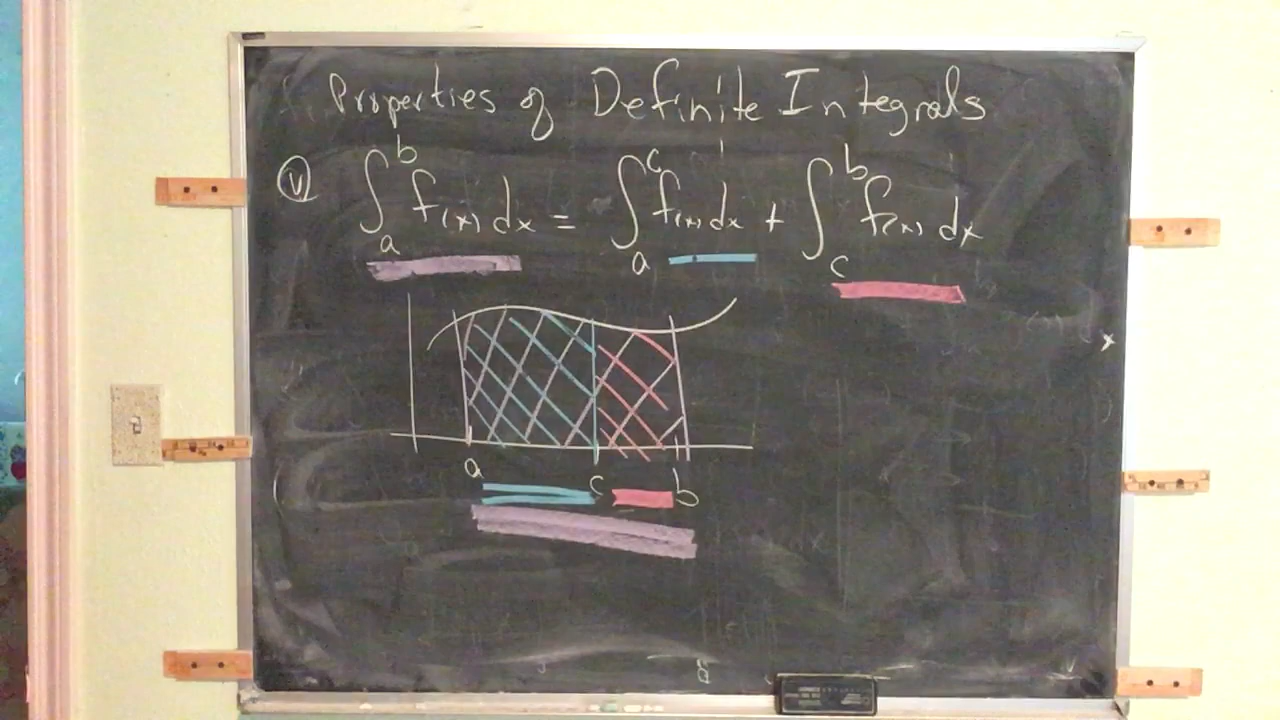 Properties of Definite Integrals
(V) ∫_a^b f(x) dx = ∫_a^c f(x) dx + ∫_c^b f(x) dx
a c b